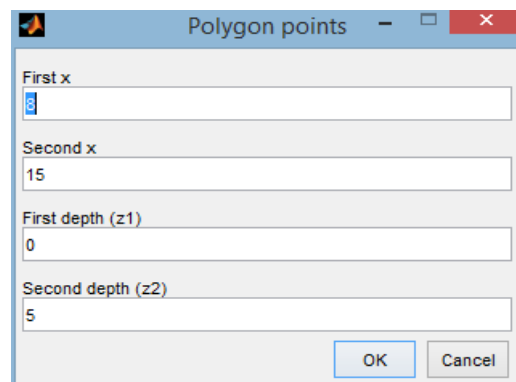 Polygon points
First x
8
Second x
15
First depth (z1)
0
Second depth (z2)
5
OK Cancel